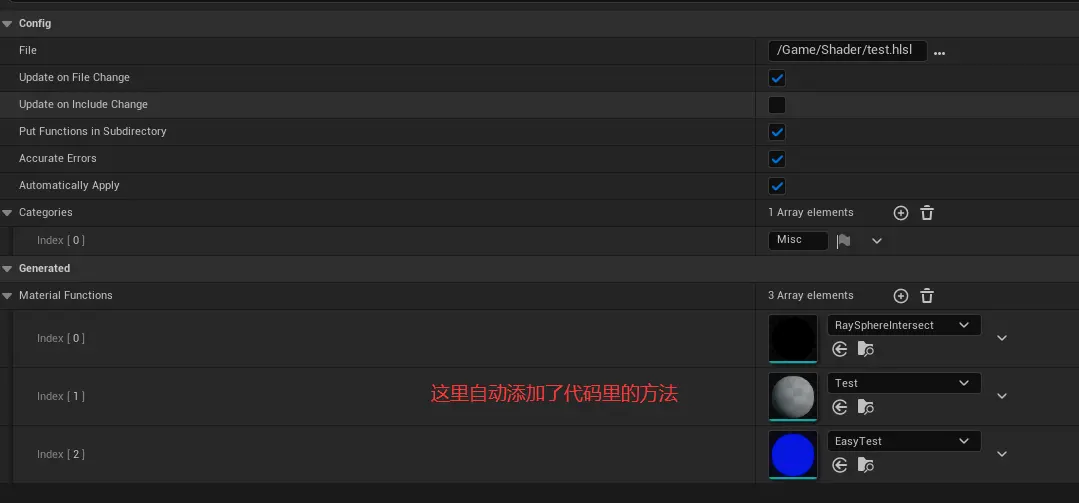 Config
File /Game/Shader/test.hlsl ...
Update on File Change
Update on Include Change
Put Functions in Subdirectory
Accurate Errors
Automatically Apply
Categories 1 Array elements
Index [ 0 ] Misc
Generated
Material Functions 3 Array elements
Index [ 0 ] RaySphereIntersect
Index [ 1 ] 这里自动添加了代码里的方法 Test
Index [ 2 ] EasyTest